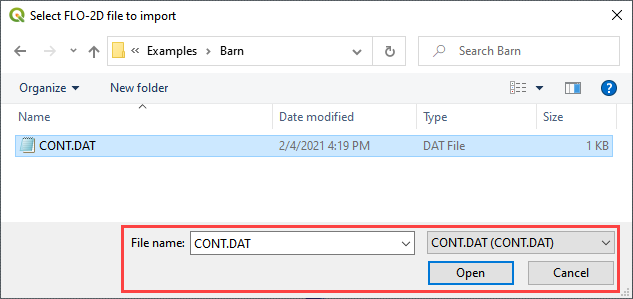 Select FLO-2D file to import
Examples Barn Search Barn
Organize New folder
Name Date modified Type Size
CONT.DAT 2/4/2021 4:19 PM DAT File 1 KB
File name: CONT.DAT CONT.DAT (CONT.DAT)
Open Cancel